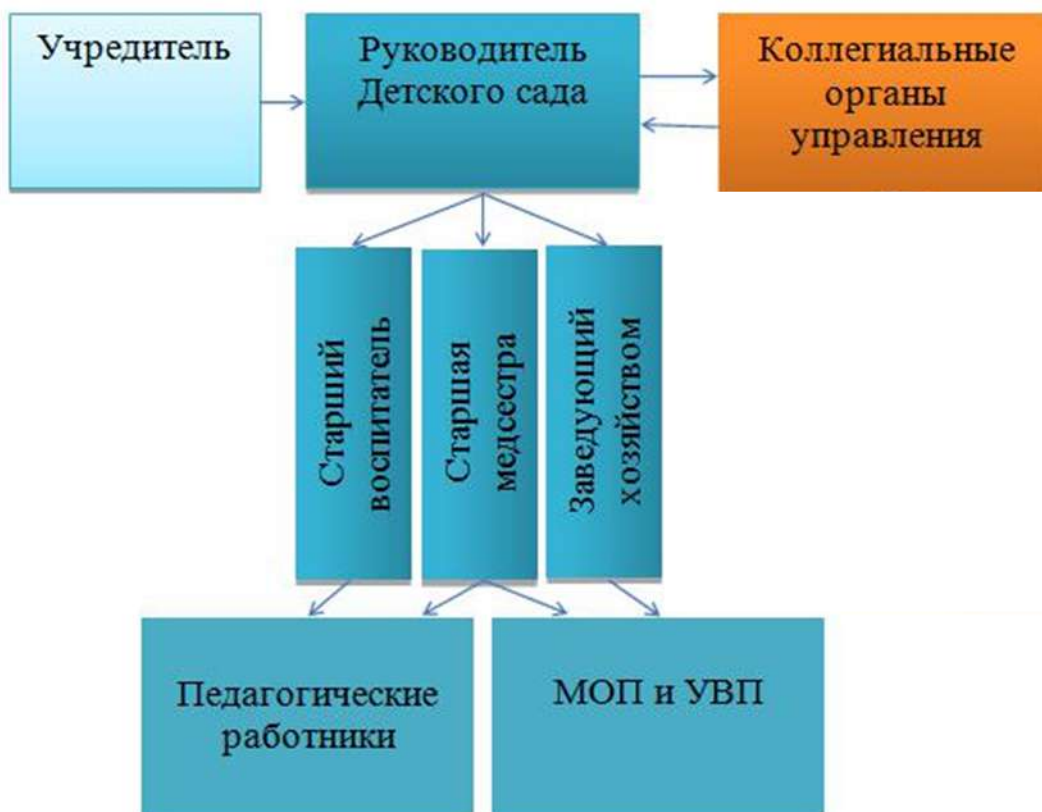 Учредитель
Руководитель
Детского сада
Коллегиальные
органы
управления
Старший
воспитатель
Старшая
медсестра
Заведующий
хозяйством
Педагогические
работники
МОП и УВП